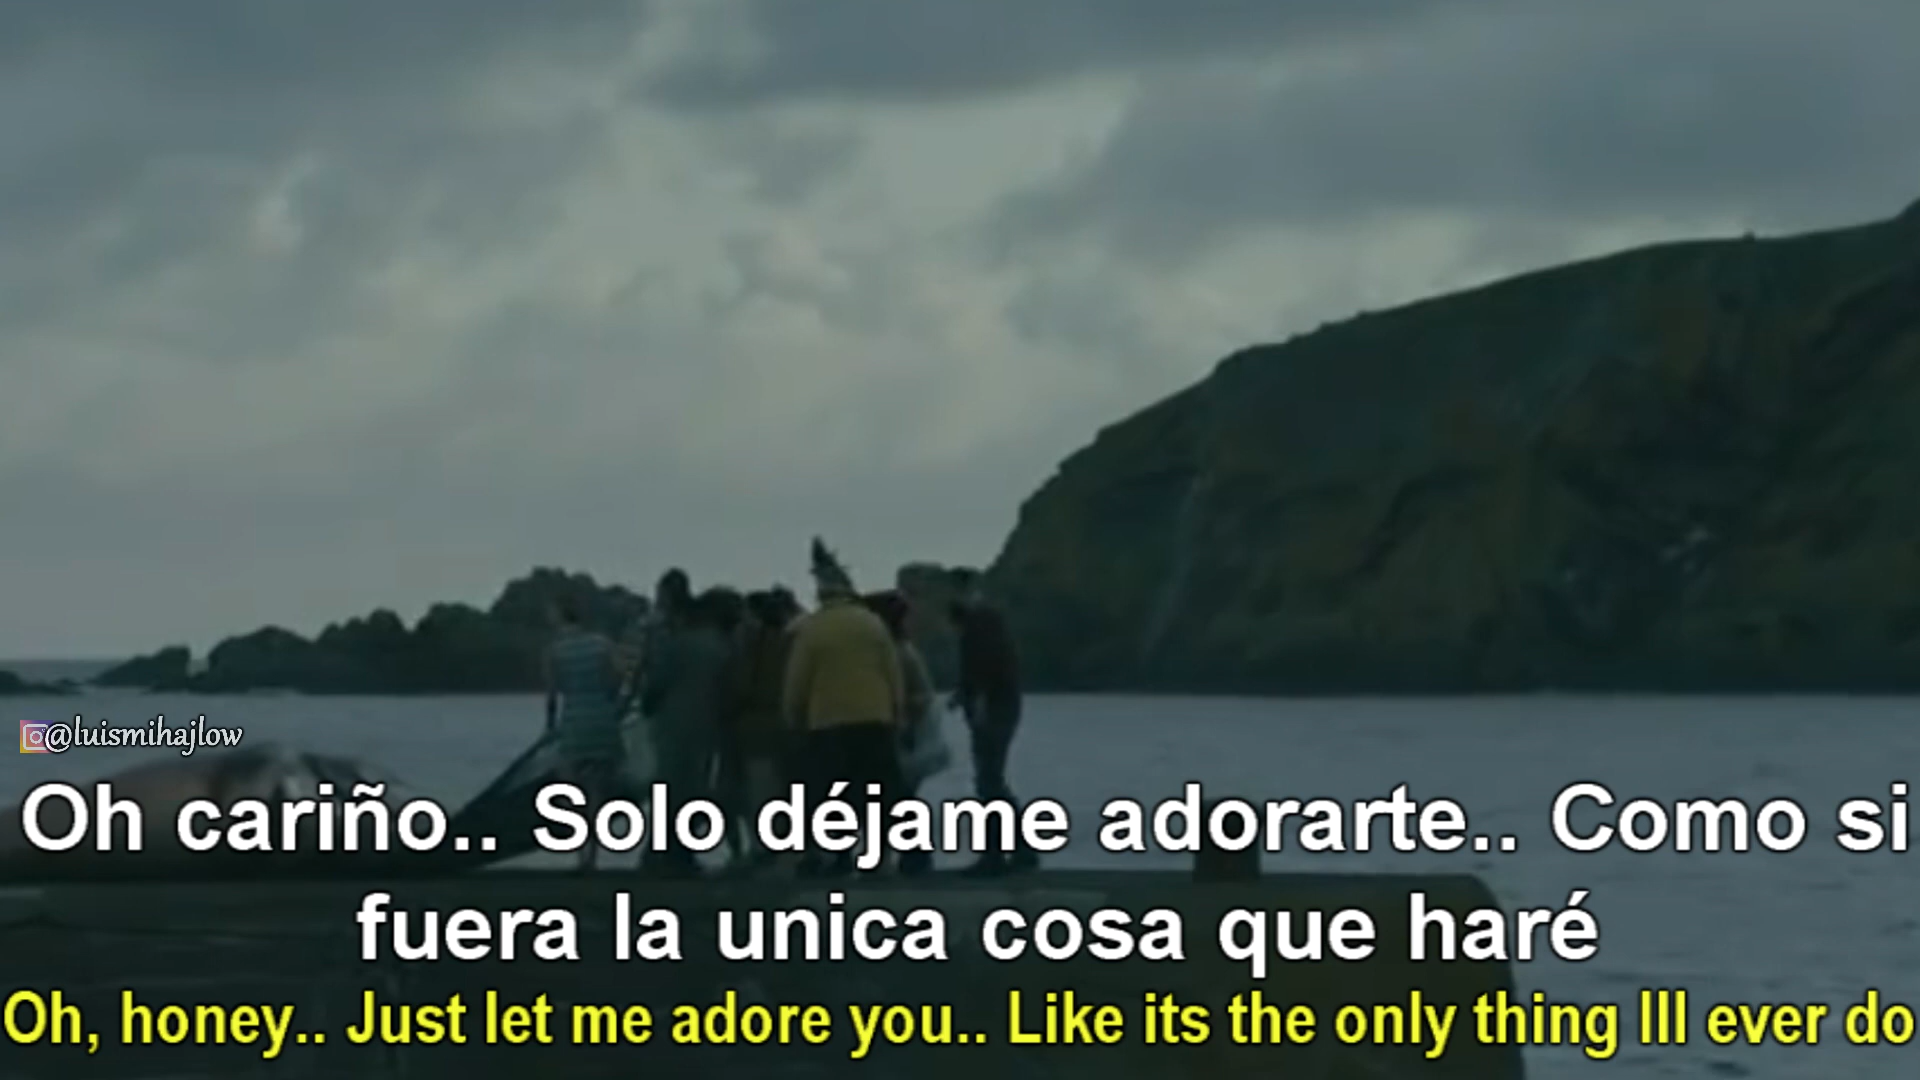 @luismihajlow
Oh cariño.. Solo déjame adorarte.. Como si
fuera la unica cosa que haré
Oh, honey.. Just let me adore you.. Like its the only thing Ill ever do